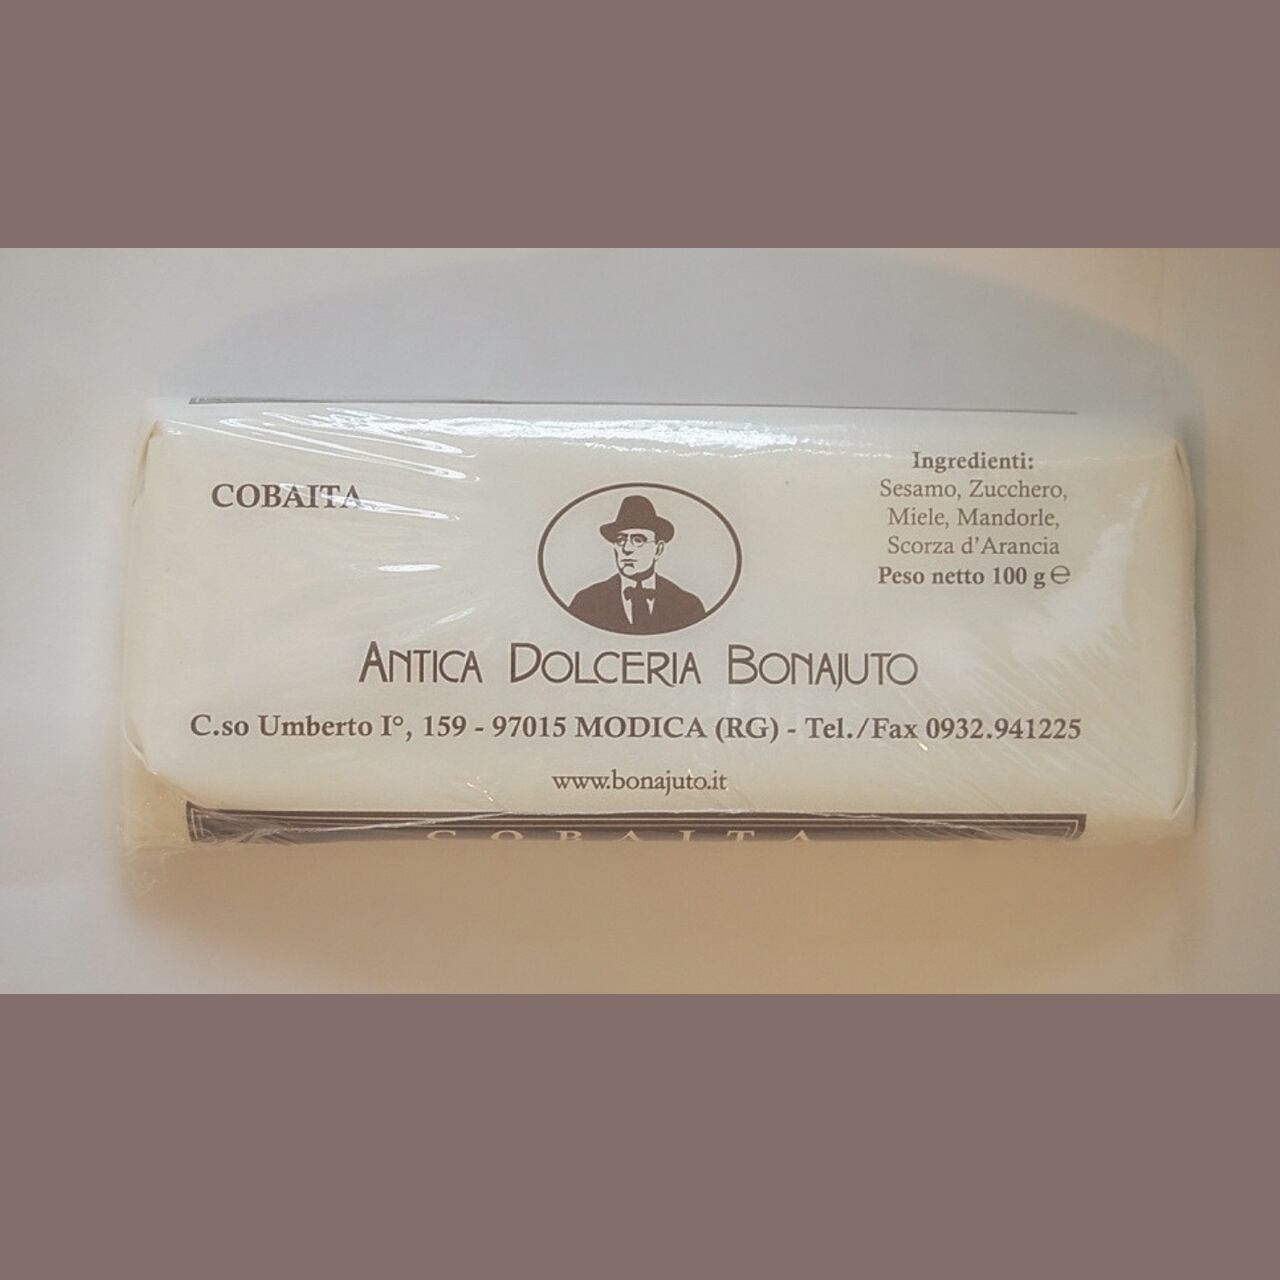 COBAITA
Ingredienti:
Sesamo, Zucchero,
Miele, Mandorle,
Scorza d'Arancia
Peso netto 100 g ℮
ANTICA DOLCERIA BONAJUTO
C.so Umberto I°, 159 - 97015 MODICA (RG) - Tel./Fax 0932.941225
www.bonajuto.it
COBAITA